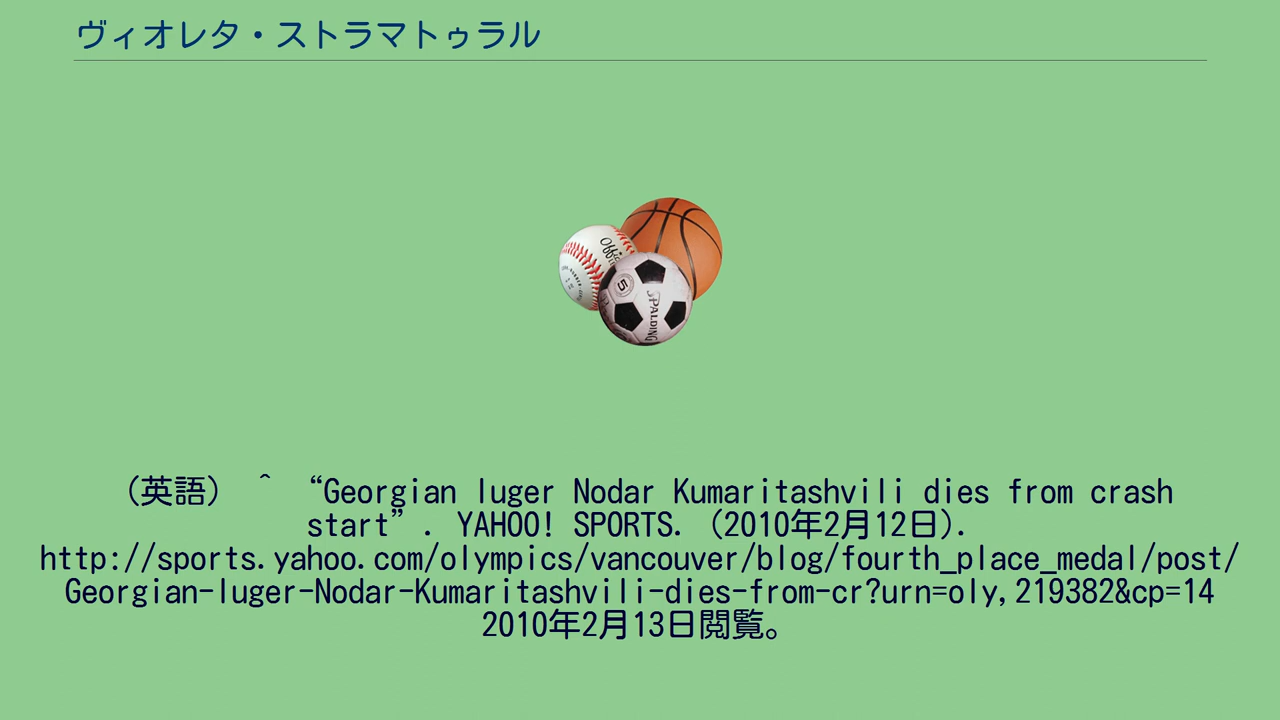 ヴィオレタ・ストラマトゥラル
Offi
5
SPALDING
（英語） ^ “Georgian luger Nodar Kumaritashvili dies from crash
start”. YAHOO! SPORTS. (2010年2月12日).
http://sports.yahoo.com/olympics/vancouver/blog/fourth_place_medal/post/
Georgian-luger-Nodar-Kumaritashvili-dies-from-cr?urn=oly,219382&cp=14
2010年2月13日閲覧。